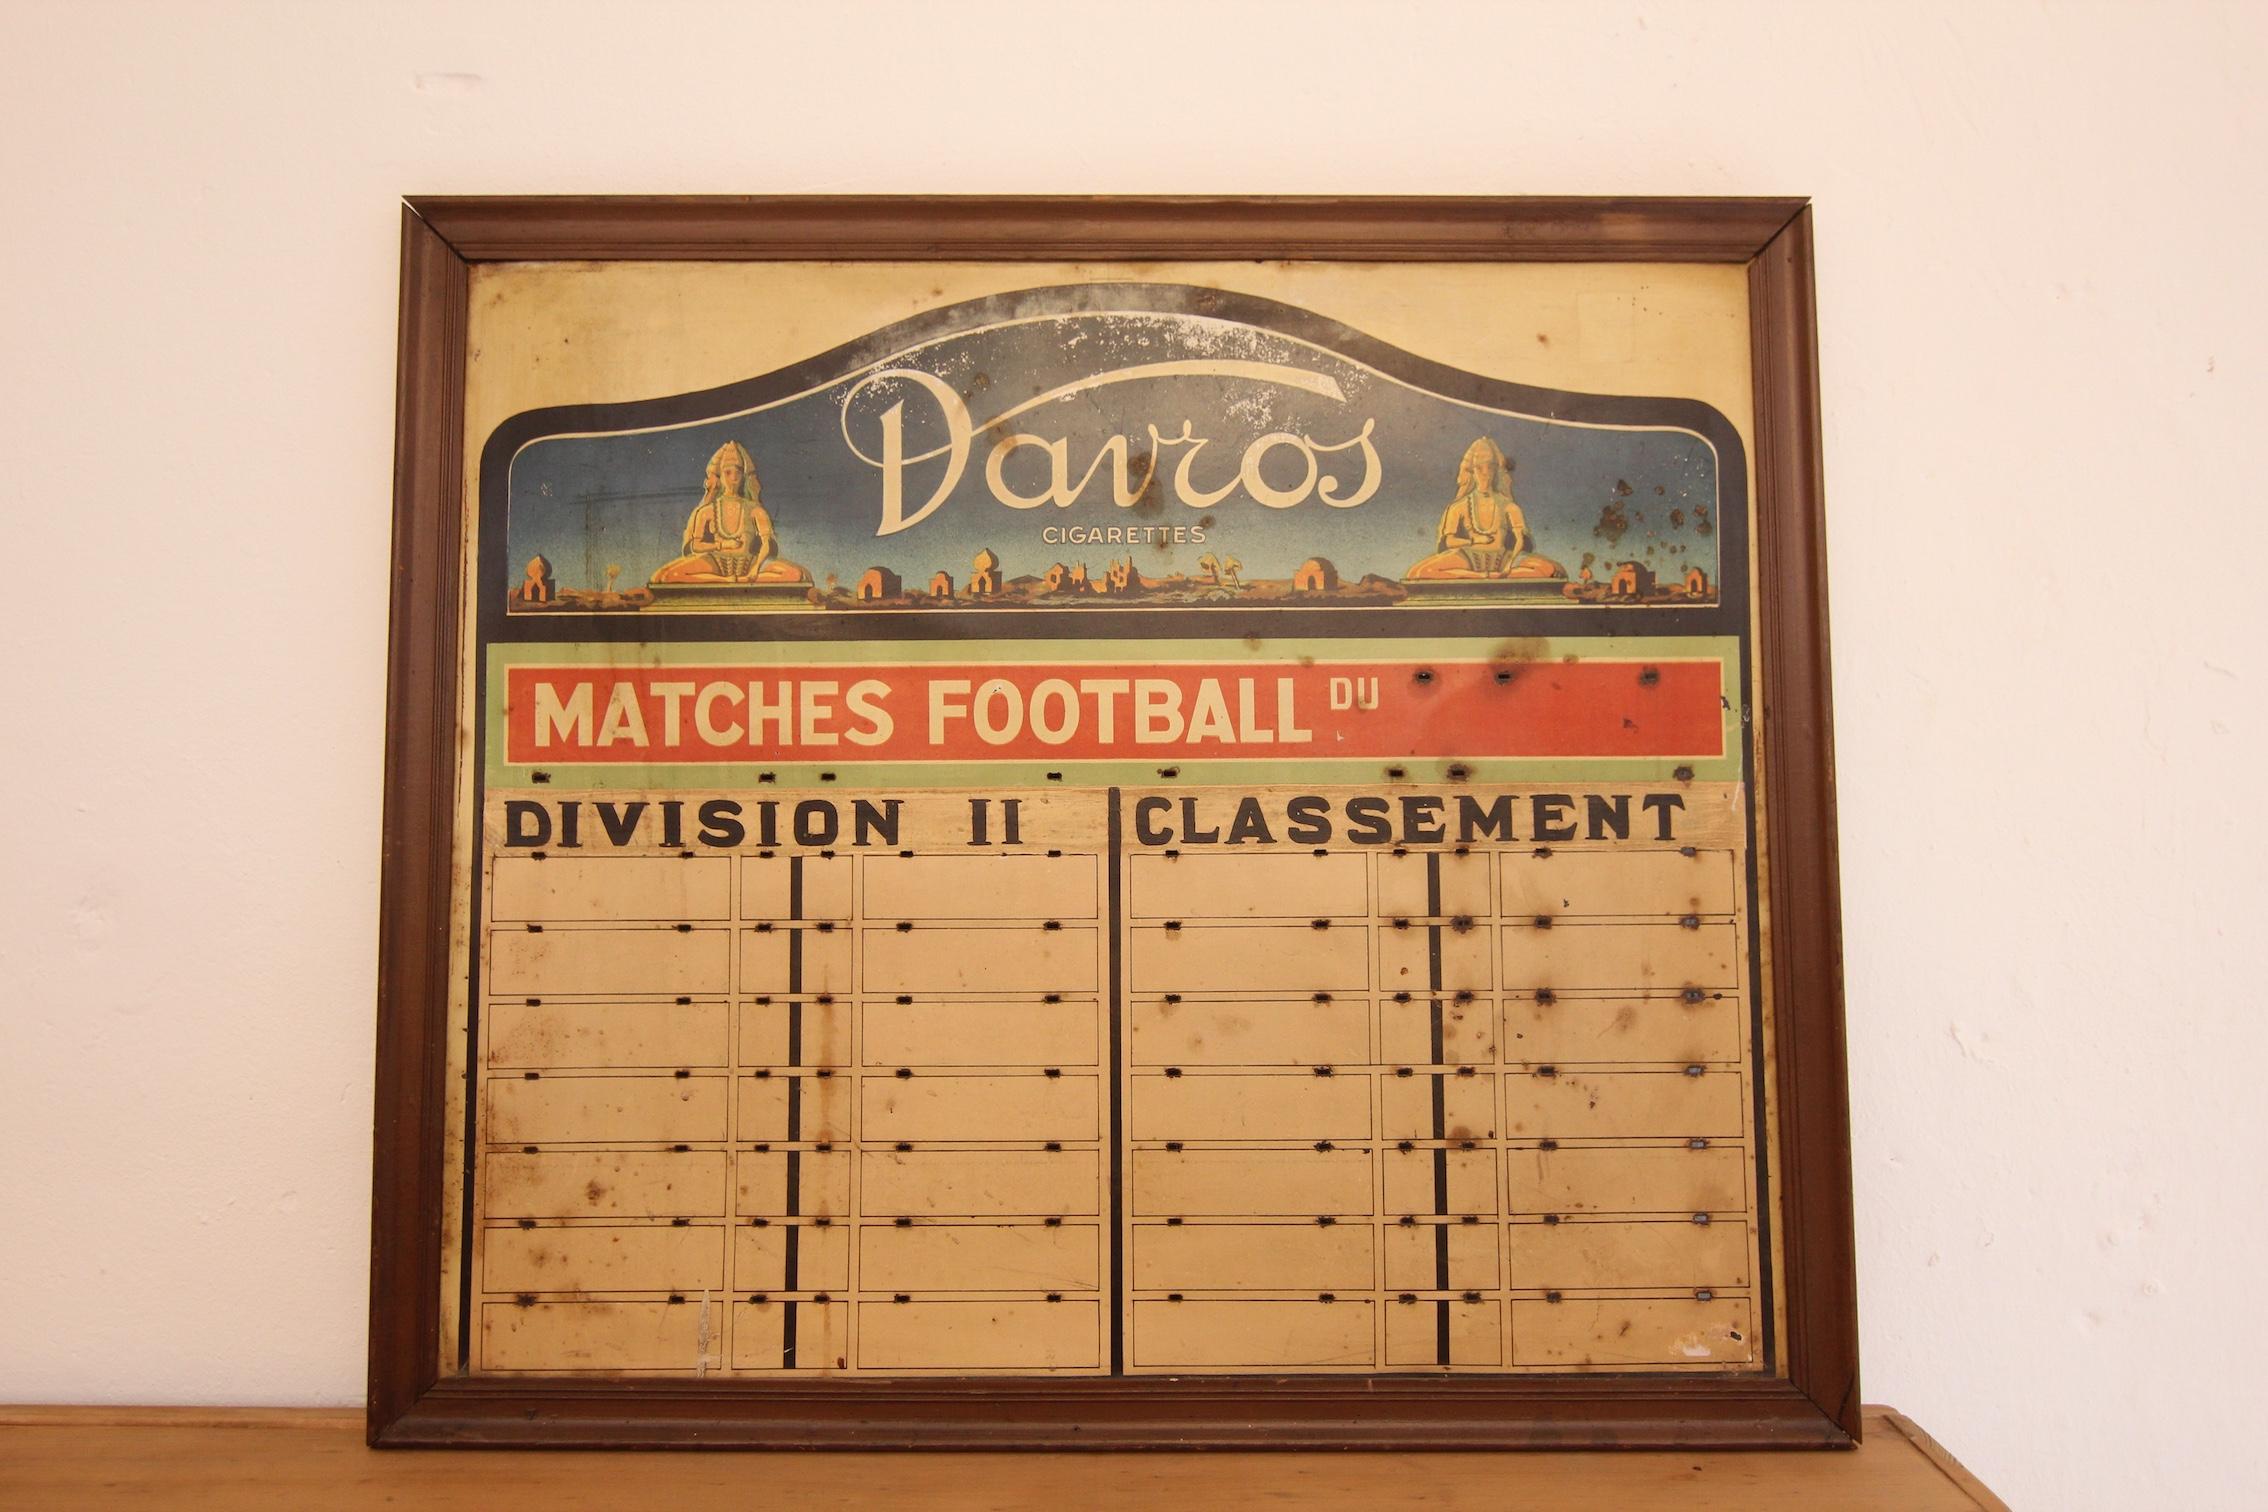 Davros
CIGARETTES
MATCHES FOOTBALL DU
DIVISION II
CLASSEMENT